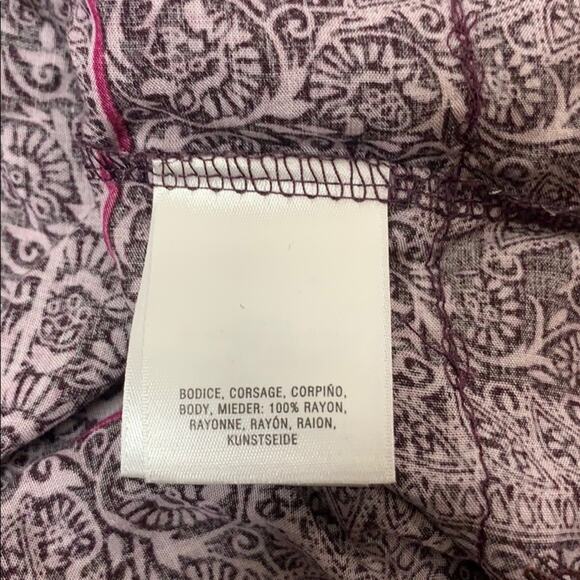 BODICE, CORSAGE, CORPIÑO,
BODY, MIEDER: 100% RAYON,
RAYONNE, RAYÓN, RAION,
KUNSTSEIDE